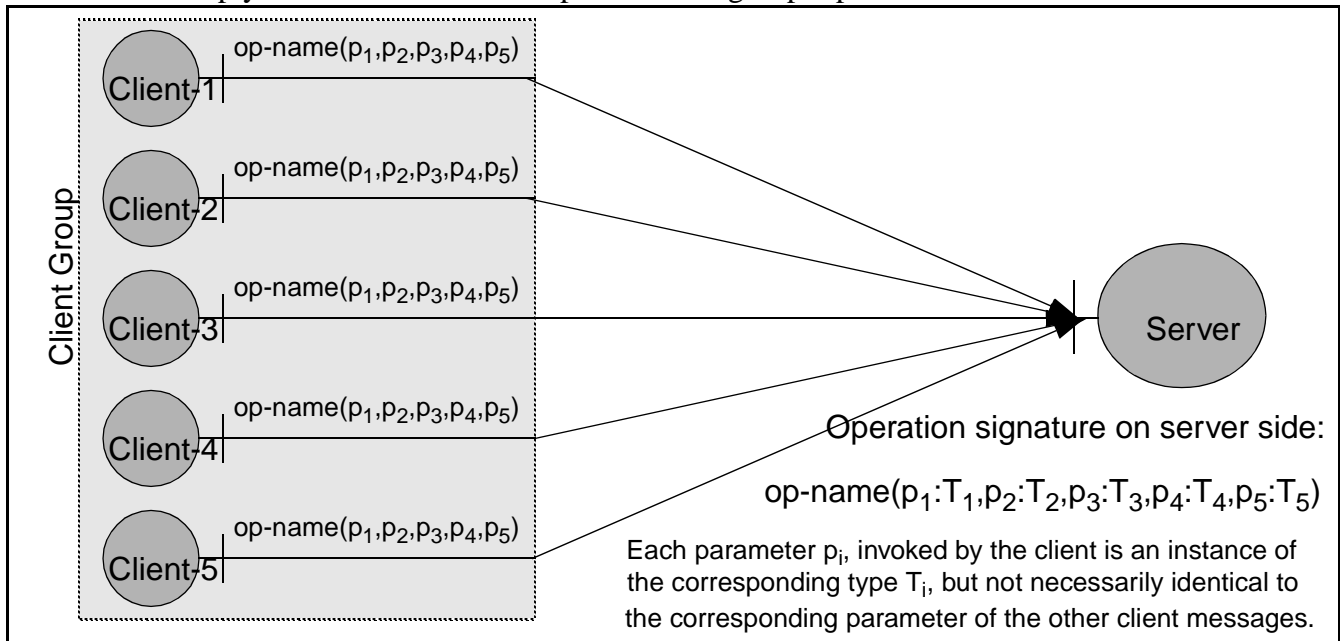 op-name(p1,p2,p3,p4,p5)
Client-1
op-name(p1,p2,p3,p4,p5)
Client-2
Client Group
op-name(p1,p2,p3,p4,p5)
Client-3
Server
op-name(p1,p2,p3,p4,p5)
Client-4
Operation signature on server side:
op-name(p1:T1,p2:T2,p3:T3,p4:T4,p5:T5)
op-name(p1,p2,p3,p4,p5)
Client-5
Each parameter pi, invoked by the client is an instance of
the corresponding type Ti, but not necessarily identical to
the corresponding parameter of the other client messages.